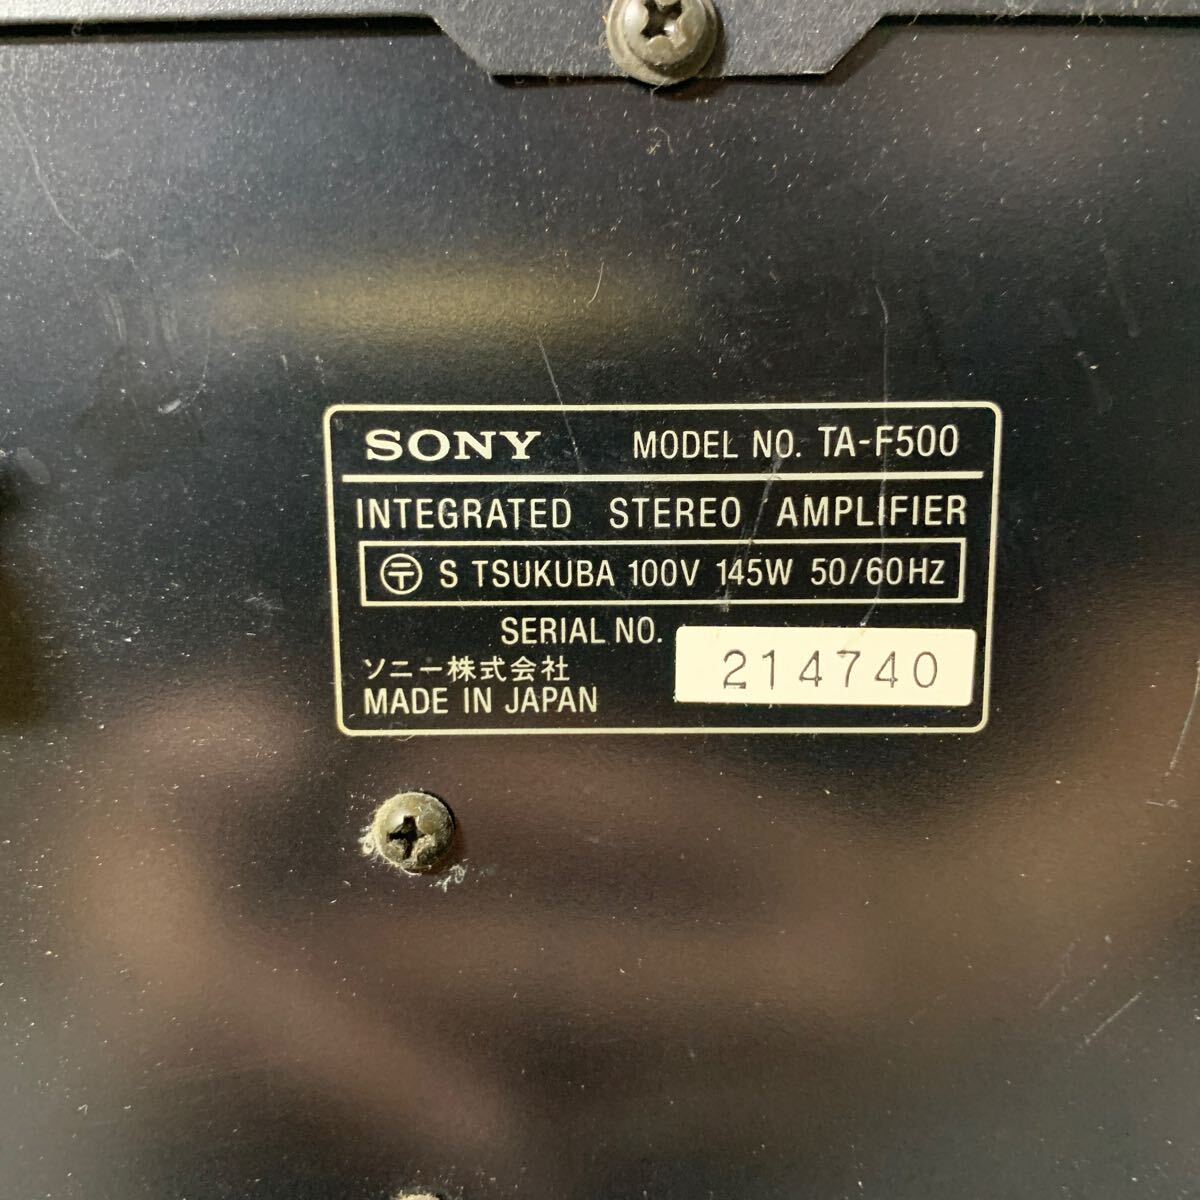 SONY MODEL NO. TA-F500
INTEGRATED STEREO AMPLIFIER
〶 S TSUKUBA 100V 145W 50/60Hz
SERIAL NO. 214740
ソニー株式会社
MADE IN JAPAN